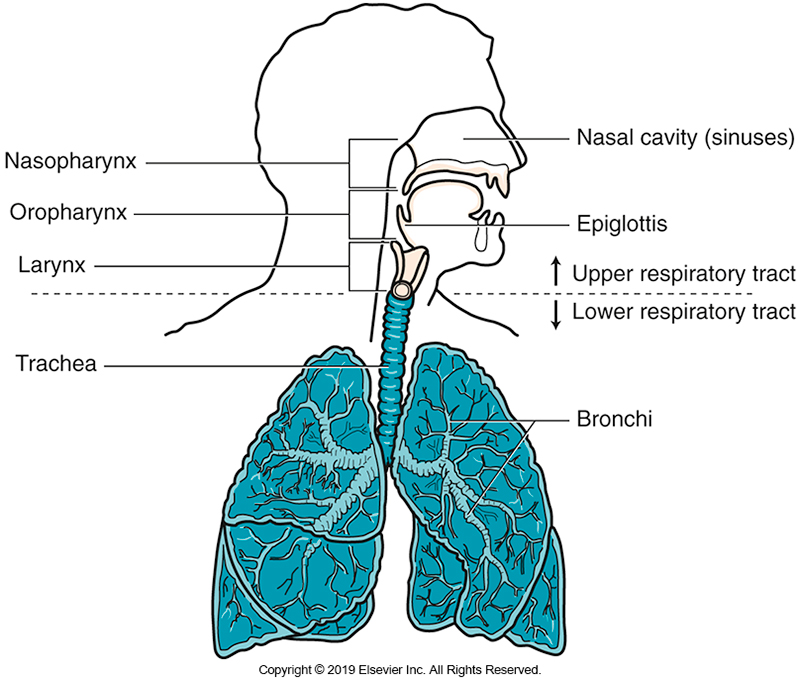 Nasal cavity (sinuses)
Nasopharynx
Oropharynx
Epiglottis
Larynx
↑ Upper respiratory tract
↓ Lower respiratory tract
Trachea
Bronchi
Copyright © 2019 Elsevier Inc. All Rights Reserved.